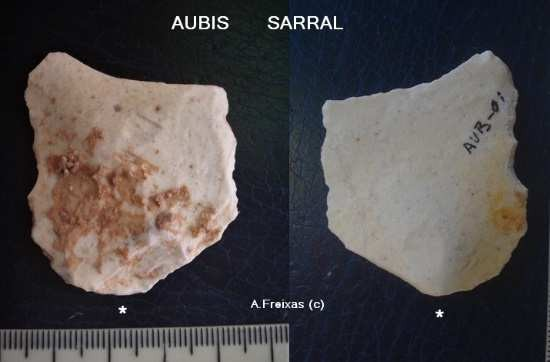 AUBIS SARRAL
AUB-01
A.Freixas (c)
*
*